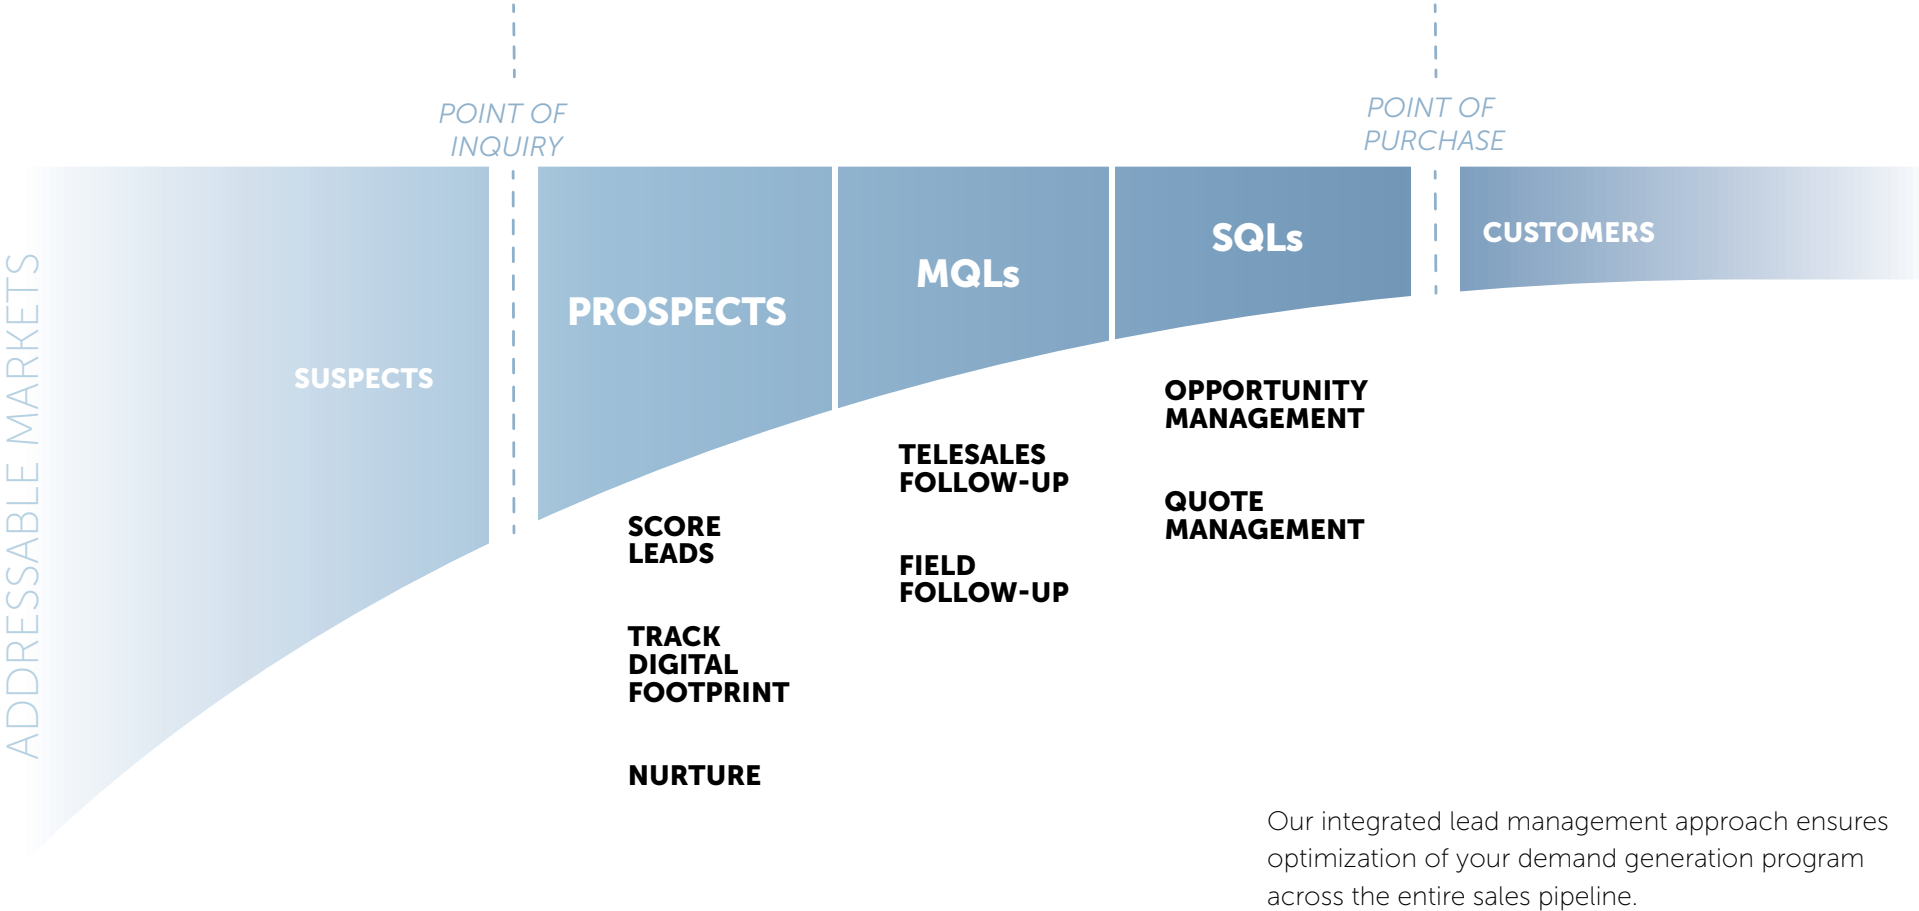 POINT OF
INQUIRY
POINT OF
PURCHASE
ADDRESSABLE MARKETS
SUSPECTS
PROSPECTS
MQLs
SQLs
CUSTOMERS
SCORE
LEADS
TRACK
DIGITAL
FOOTPRINT
NURTURE
TELESALES
FOLLOW-UP
FIELD
FOLLOW-UP
OPPORTUNITY
MANAGEMENT
QUOTE
MANAGEMENT
Our integrated lead management approach ensures
optimization of your demand generation program
across the entire sales pipeline.